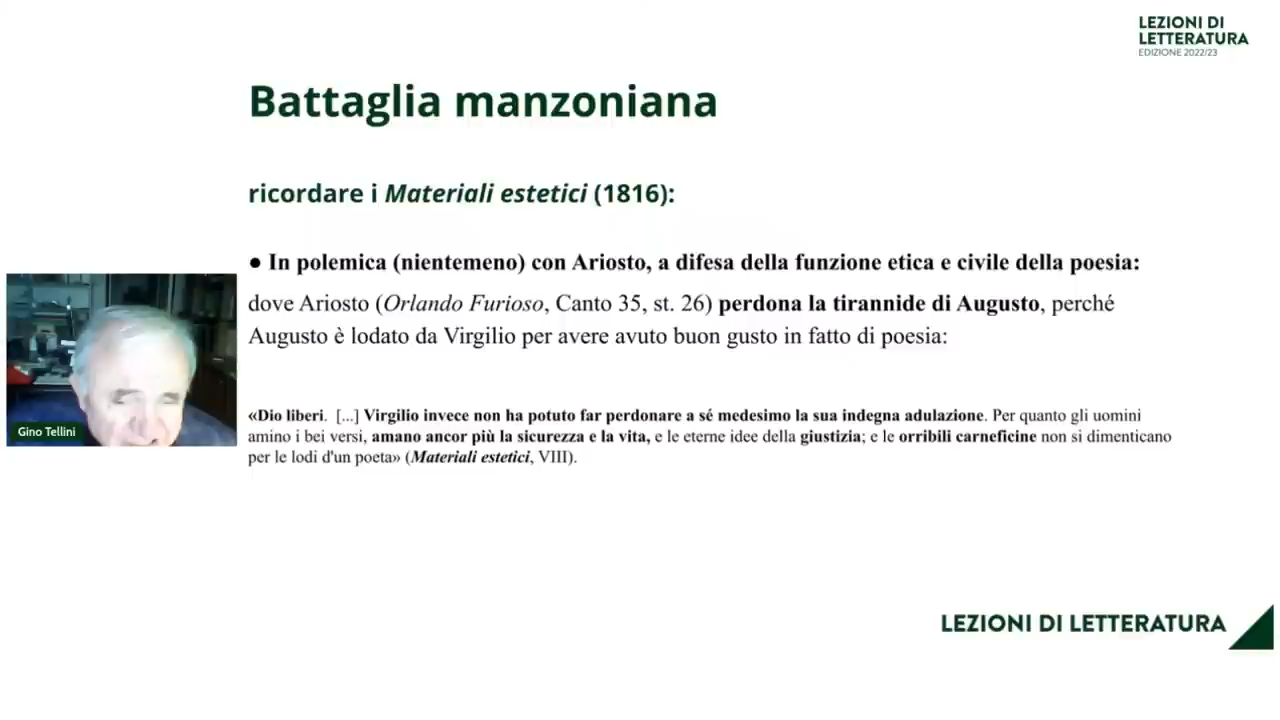 LEZIONI DI
LETTERATURA
EDIZIONE 2022/23
Battaglia manzoniana
ricordare i Materiali estetici (1816):
● In polemica (nientemeno) con Ariosto, a difesa della funzione etica e civile della poesia:
dove Ariosto (Orlando Furioso, Canto 35, st. 26) perdona la tirannide di Augusto, perché
Augusto è lodato da Virgilio per avere avuto buon gusto in fatto di poesia:
«Dio liberi. [...] Virgilio invece non ha potuto far perdonare a sé medesimo la sua indegna adulazione. Per quanto gli uomini
amino i bei versi, amano ancor più la sicurezza e la vita, e le eterne idee della giustizia; e le orribili carneficine non si dimenticano
per le lodi d'un poeta» (Materiali estetici, VIII).
Gino Tellini
LEZIONI DI LETTERATURA